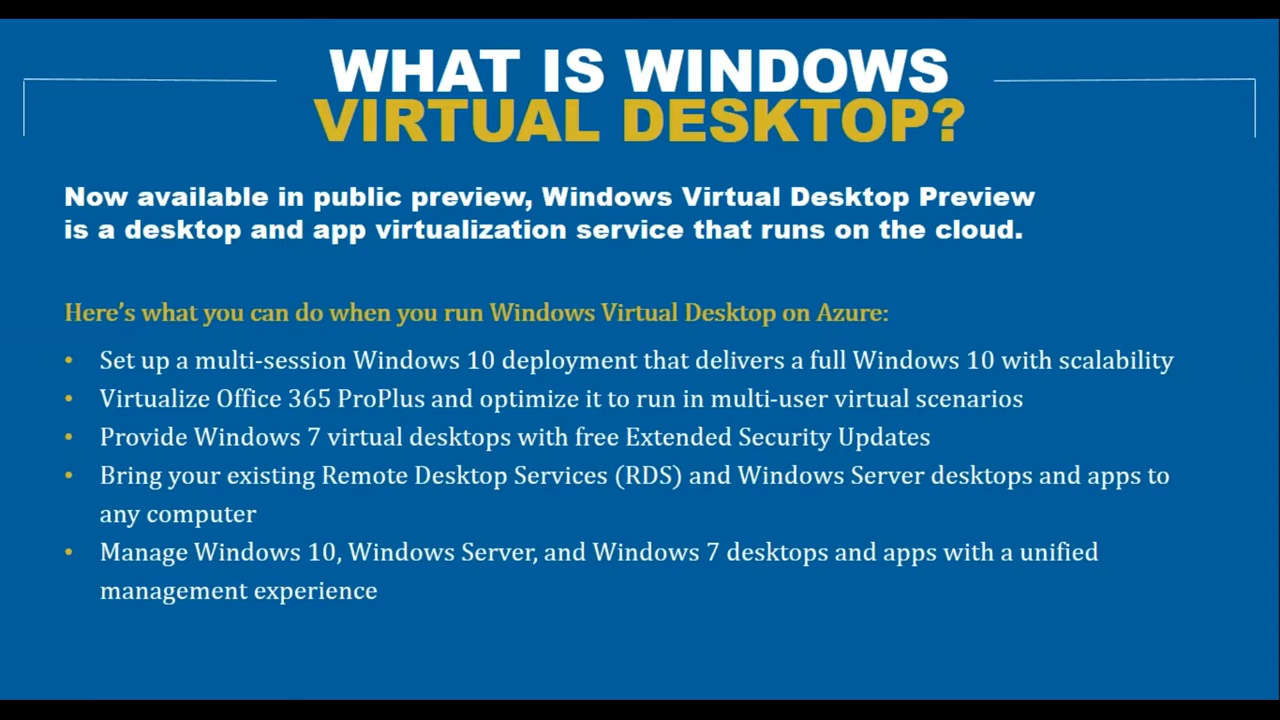 WHAT IS WINDOWS
VIRTUAL DESKTOP?
Now available in public preview, Windows Virtual Desktop Preview
is a desktop and app virtualization service that runs on the cloud.
Here’s what you can do when you run Windows Virtual Desktop on Azure:
• Set up a multi-session Windows 10 deployment that delivers a full Windows 10 with scalability
• Virtualize Office 365 ProPlus and optimize it to run in multi-user virtual scenarios
• Provide Windows 7 virtual desktops with free Extended Security Updates
• Bring your existing Remote Desktop Services (RDS) and Windows Server desktops and apps to
any computer
• Manage Windows 10, Windows Server, and Windows 7 desktops and apps with a unified
management experience